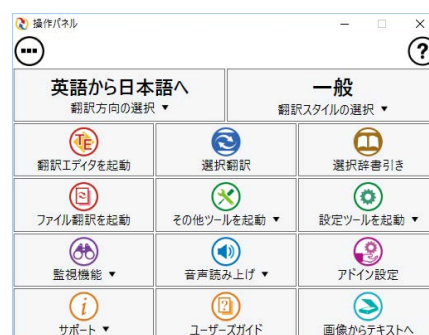 操作パネル
?
英語から日本語へ 一般
翻訳方向の選択 ▼ 翻訳スタイルの選択 ▼
TE
翻訳エディタを起動 選択翻訳 選択辞書引き
ファイル翻訳を起動 その他ツールを起動 ▼ 設定ツールを起動 ▼
監視機能 ▼ 音声読み上げ ▼ アドイン設定
i ?
サポート ▼ ユーザーズガイド 画像からテキストへ